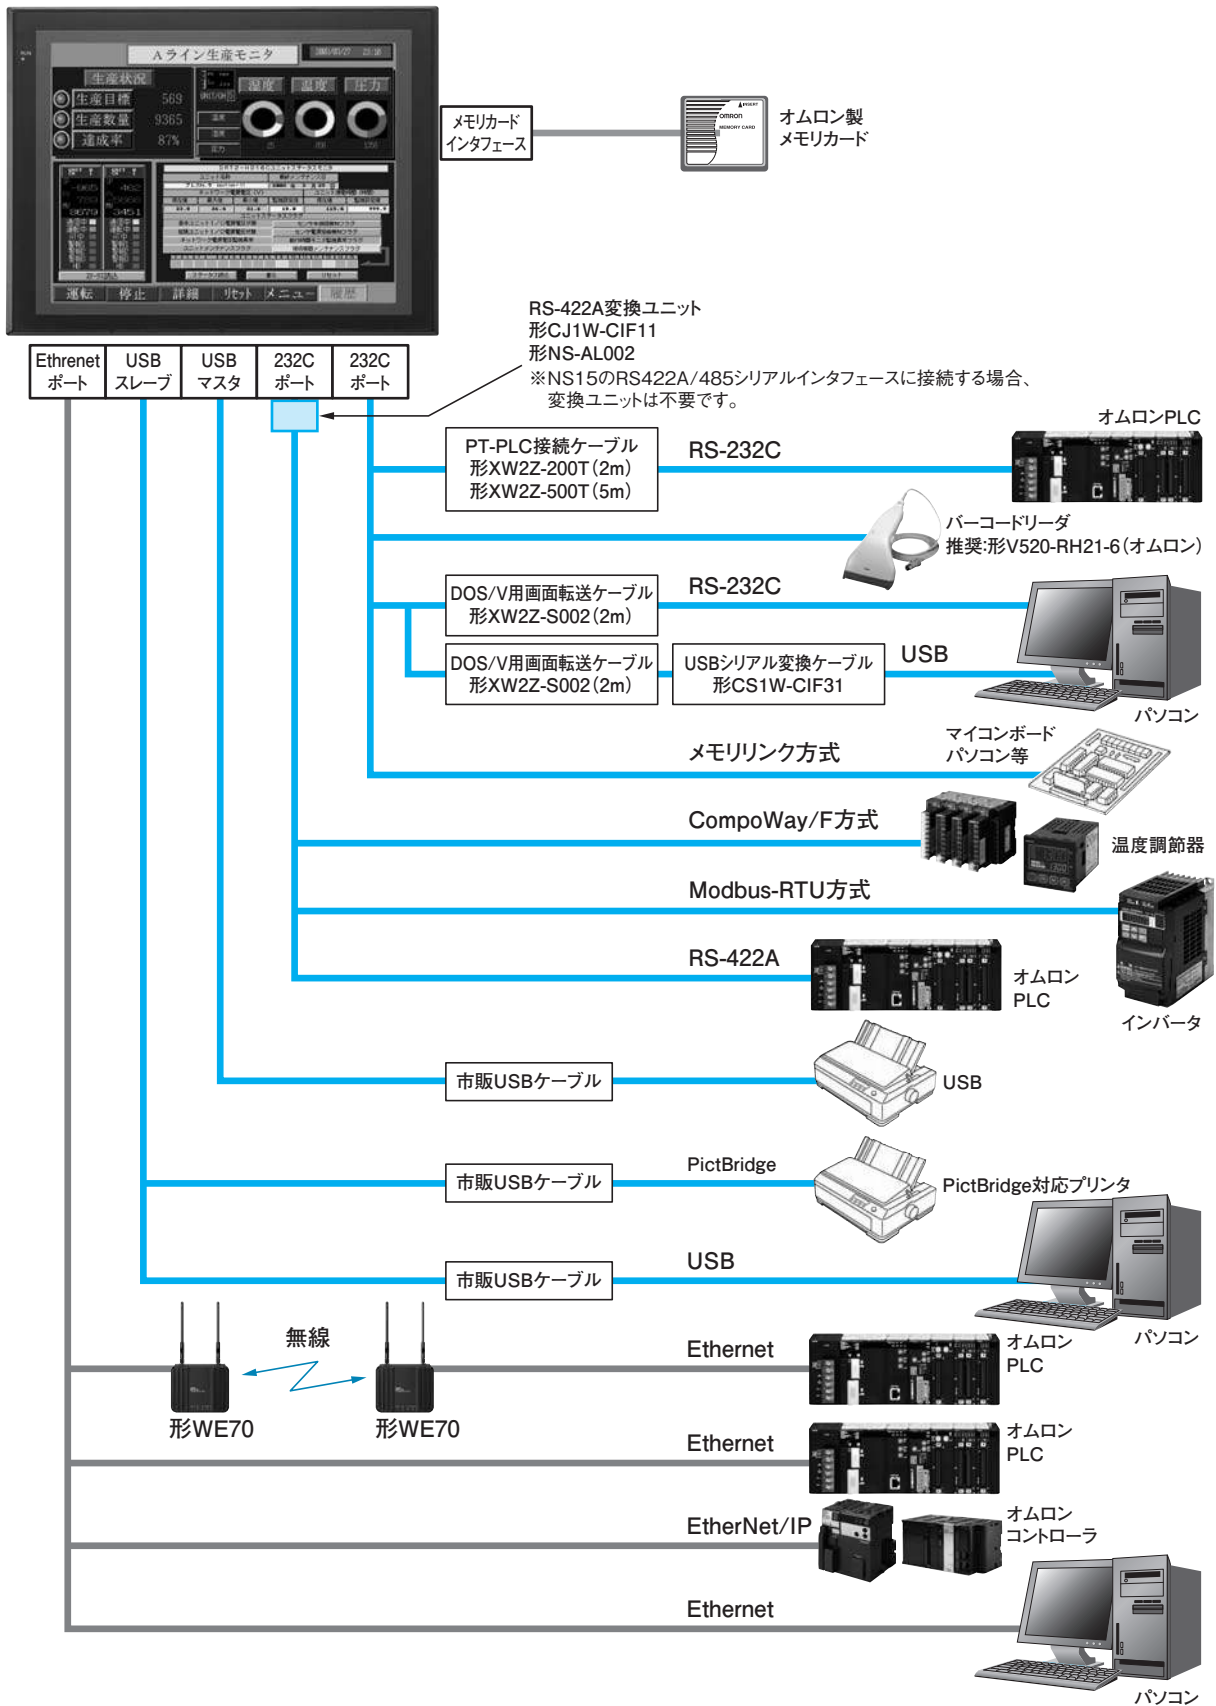 Aライン生産モニタ
生産状況
生産目標 569
生産数量 9365
達成率 87%
湿度 温度 圧力
運転 停止 詳細 リセット メニュー 履歴
メモリカード
インタフェース
INSERT
OMRON
MEMORY CARD
オムロン製
メモリカード
RS-422A変換ユニット
形CJ1W-CIF11
形NS-AL002
※NS15のRS422A/485シリアルインタフェースに接続する場合、
変換ユニットは不要です。
Ethrenet
ポート
USB
スレーブ
USB
マスタ
232C
ポート
232C
ポート
PT-PLC接続ケーブル
形XW2Z-200T(2m)
形XW2Z-500T(5m)
RS-232C
オムロンPLC
バーコードリーダ
推奨:形V520-RH21-6(オムロン)
DOS/V用画面転送ケーブル
形XW2Z-S002(2m)
RS-232C
DOS/V用画面転送ケーブル
形XW2Z-S002(2m)
USBシリアル変換ケーブル
形CS1W-CIF31
USB
パソコン
メモリリンク方式
マイコンボード
パソコン等
CompoWay/F方式
温度調節器
Modbus-RTU方式
インバータ
RS-422A
オムロン
PLC
市販USBケーブル
USB
市販USBケーブル
PictBridge
PictBridge対応プリンタ
市販USBケーブル
USB
パソコン
無線
形WE70
形WE70
Ethernet
オムロン
PLC
Ethernet
オムロン
PLC
EtherNet/IP
オムロン
コントローラ
Ethernet
パソコン